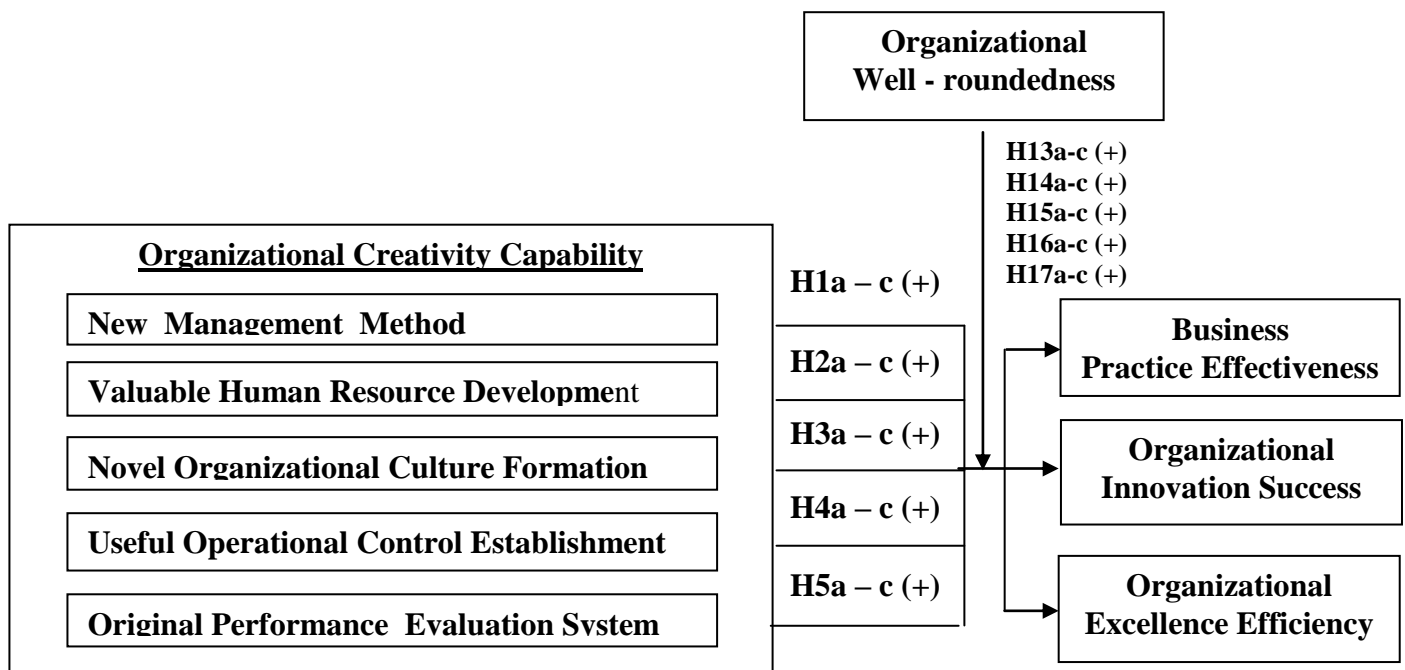 Organizational
Well - roundedness
H13a-c (+)
H14a-c (+)
H15a-c (+)
H16a-c (+)
H17a-c (+)
Organizational Creativity Capability
New Management Method
Valuable Human Resource Development
Novel Organizational Culture Formation
Useful Operational Control Establishment
Original Performance Evaluation System
H1a – c (+)
H2a – c (+)
H3a – c (+)
H4a – c (+)
H5a – c (+)
Business
Practice Effectiveness
Organizational
Innovation Success
Organizational
Excellence Efficiency